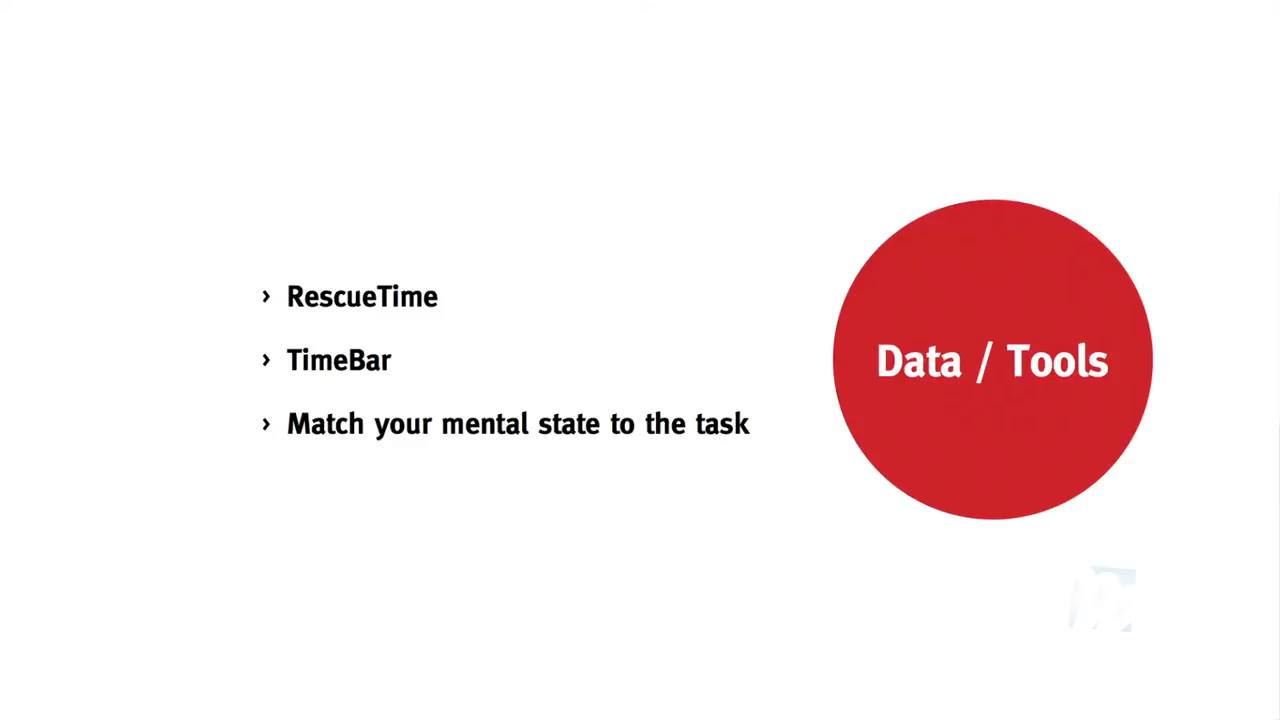 › RescueTime
› TimeBar
› Match your mental state to the task
Data / Tools